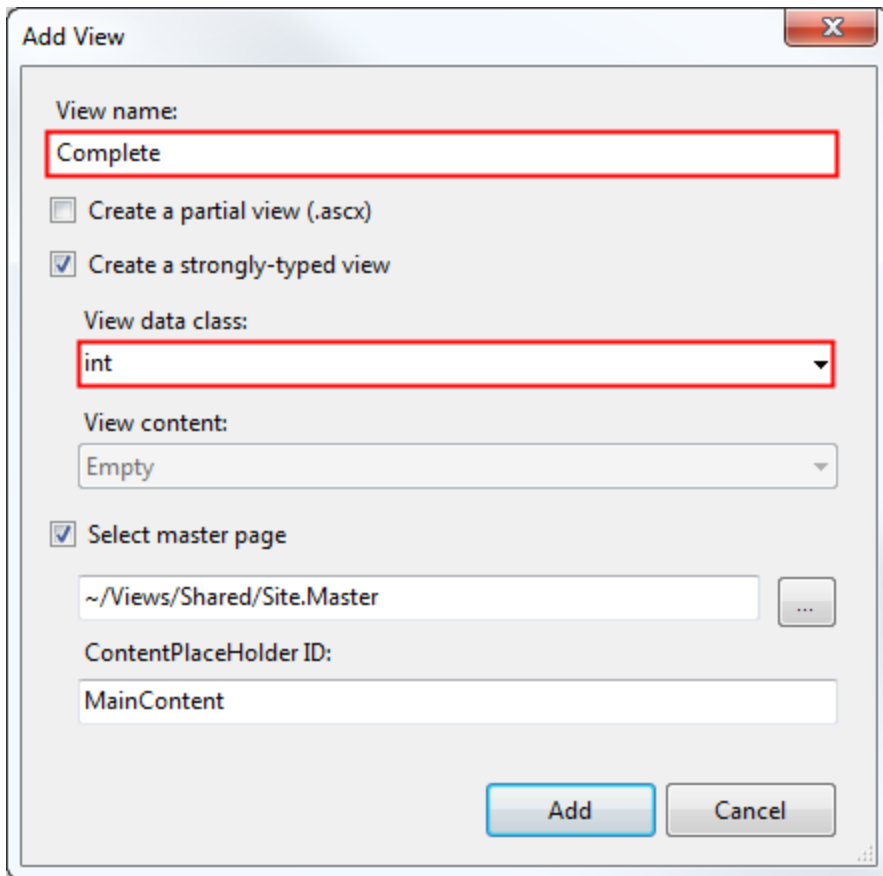 Add View
View name:
Complete
Create a partial view (.ascx)
Create a strongly-typed view
View data class:
int
View content:
Empty
Select master page
~/Views/Shared/Site.Master
...
ContentPlaceHolder ID:
MainContent
Add Cancel